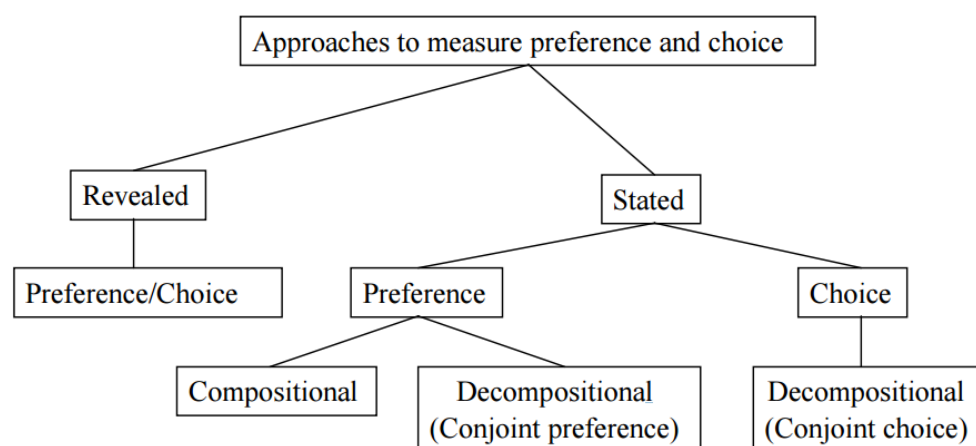 Approaches to measure preference and choice
Revealed
Stated
Preference/Choice
Preference
Choice
Compositional
Decompositional
(Conjoint preference)
Decompositional
(Conjoint choice)